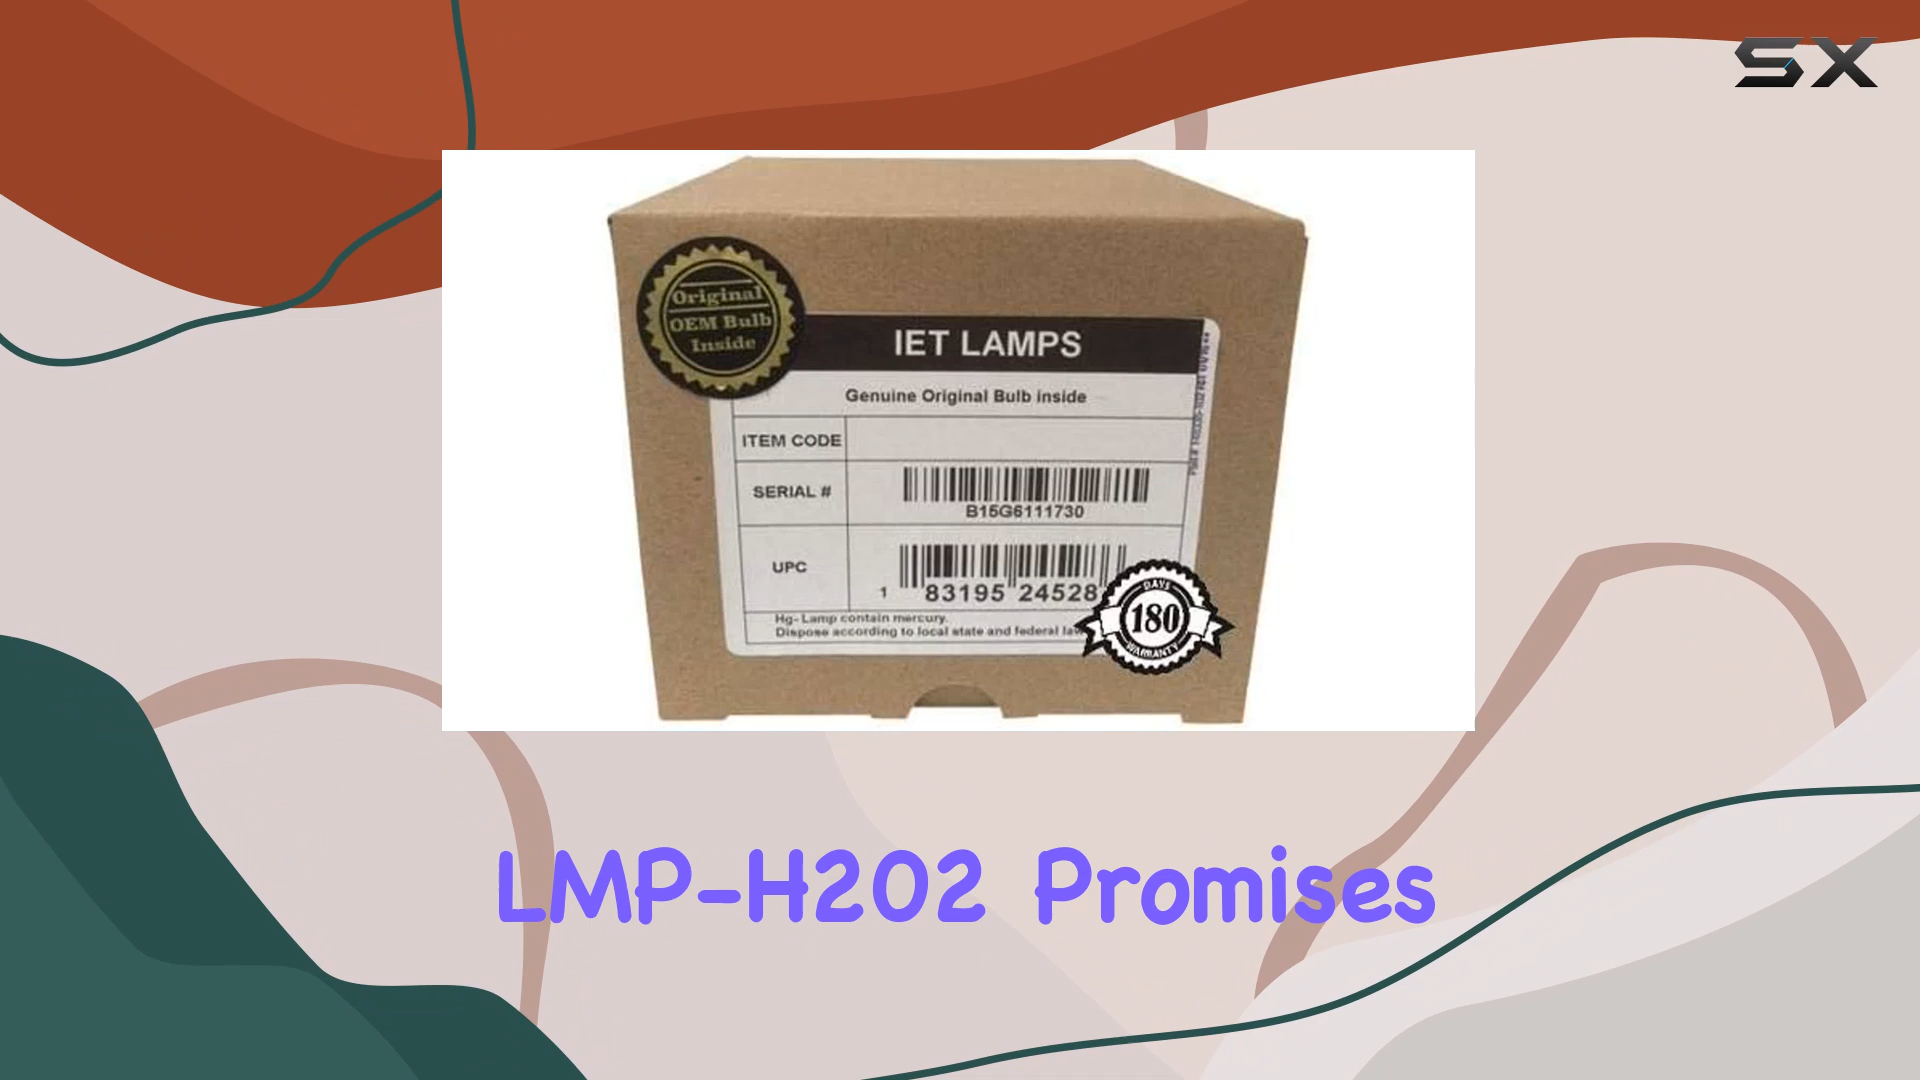 SX
Original
OEM Bulb
Inside
IET LAMPS
Genuine Original Bulb inside
ITEM CODE
SERIAL #
B15G6111730
UPC
1 83195 24528
Hg- Lamp contain mercury.
Dispose according to local state and federal
DAYS
180
WARRANTY
LMP-H202 Promises